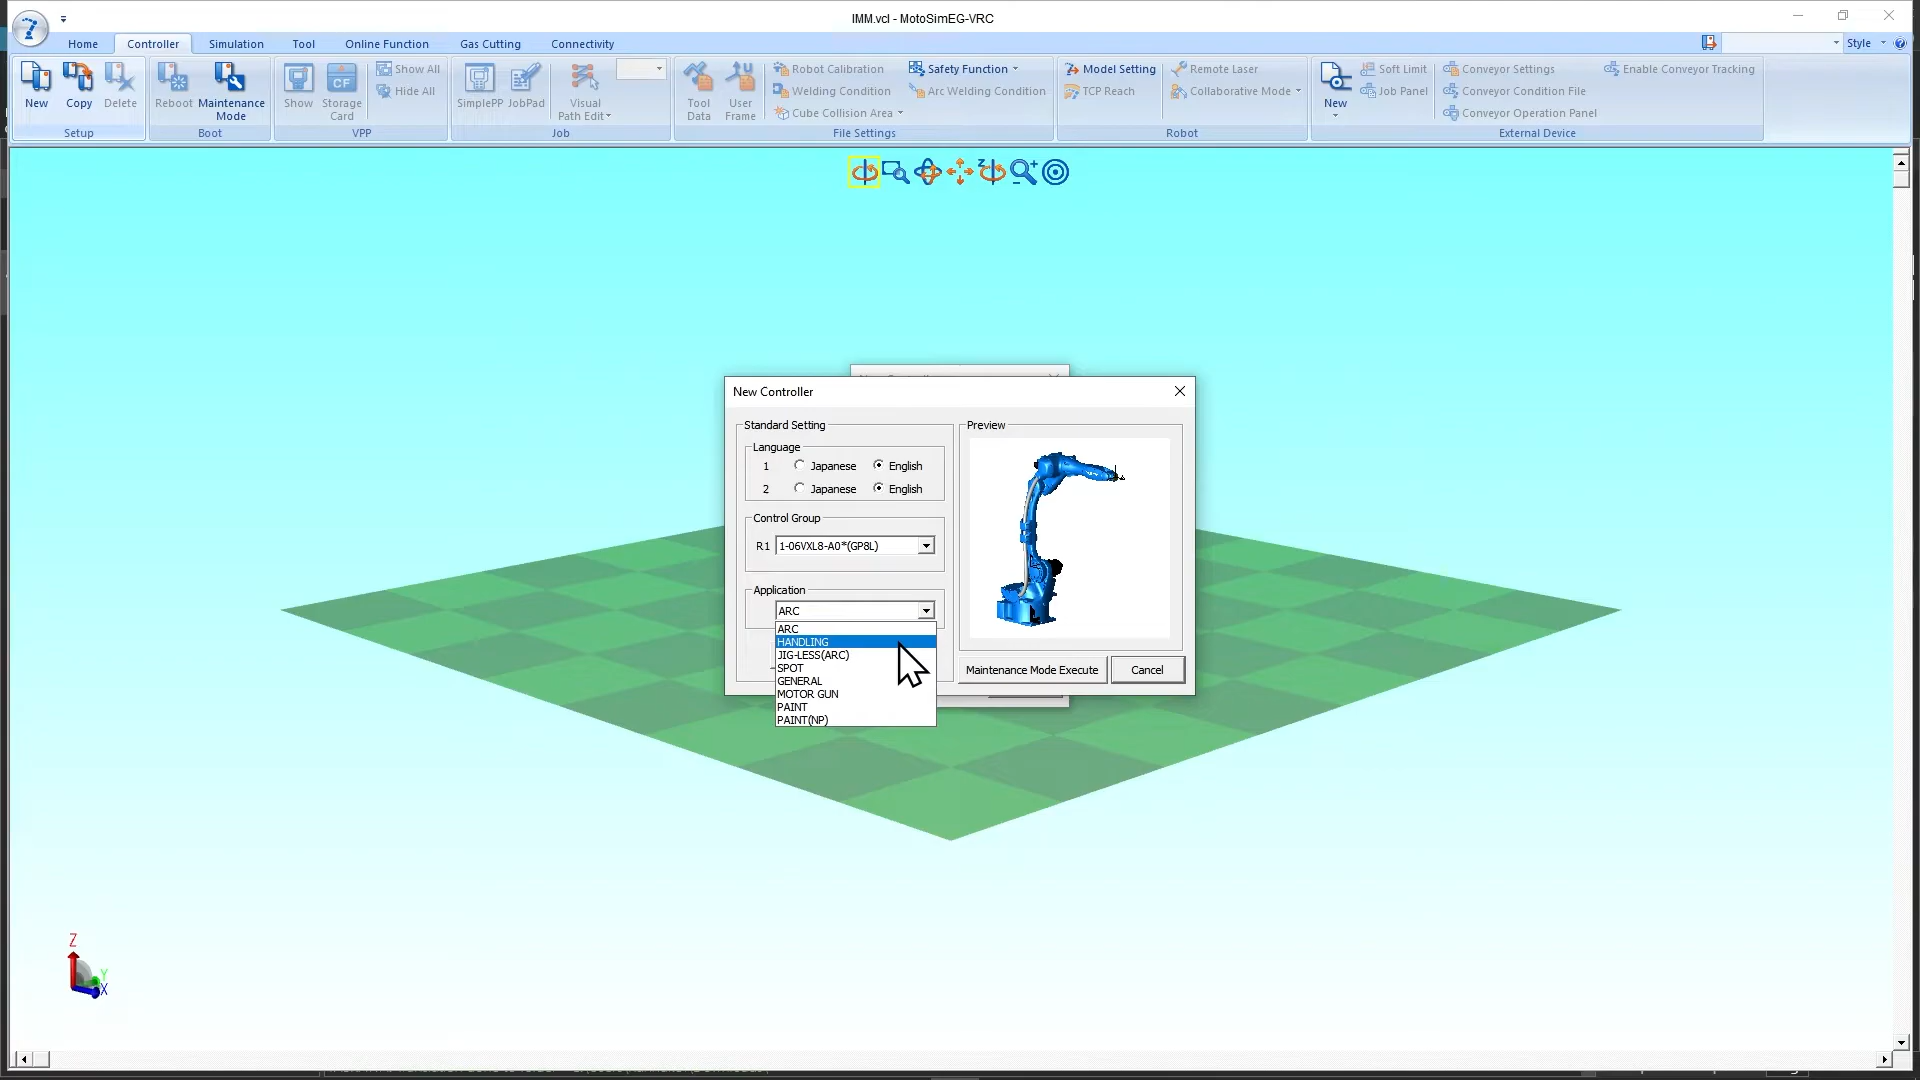 IMM.vcl - MotoSimEG-VRC
Home Controller Simulation Tool Online Function Gas Cutting Connectivity Style
New Copy Delete
Setup
Reboot Maintenance Mode
Boot
Show Storage Card Show All
Hide All
VPP
SimplePP JobPad Visual Path Edit
Job
Tool Data User Frame
Robot Calibration Safety Function
Welding Condition Arc Welding Condition
Cube Collision Area
File Settings
Model Setting Remote Laser
TCP Reach Collaborative Mode
Robot
New Soft Limit Conveyor Settings Enable Conveyor Tracking
Job Panel Conveyor Condition File
Conveyor Operation Panel
External Device
New Controller
Standard Setting
Language
1 Japanese English
2 Japanese English
Control Group
R1 1-06VXL8-A0*(GP8L)
Application
ARC
ARC
HANDLING
JIG-LESS(ARC)
SPOT
GENERAL
MOTOR GUN
PAINT
PAINT(NP)
Preview
Maintenance Mode Execute Cancel
Z
Y
X